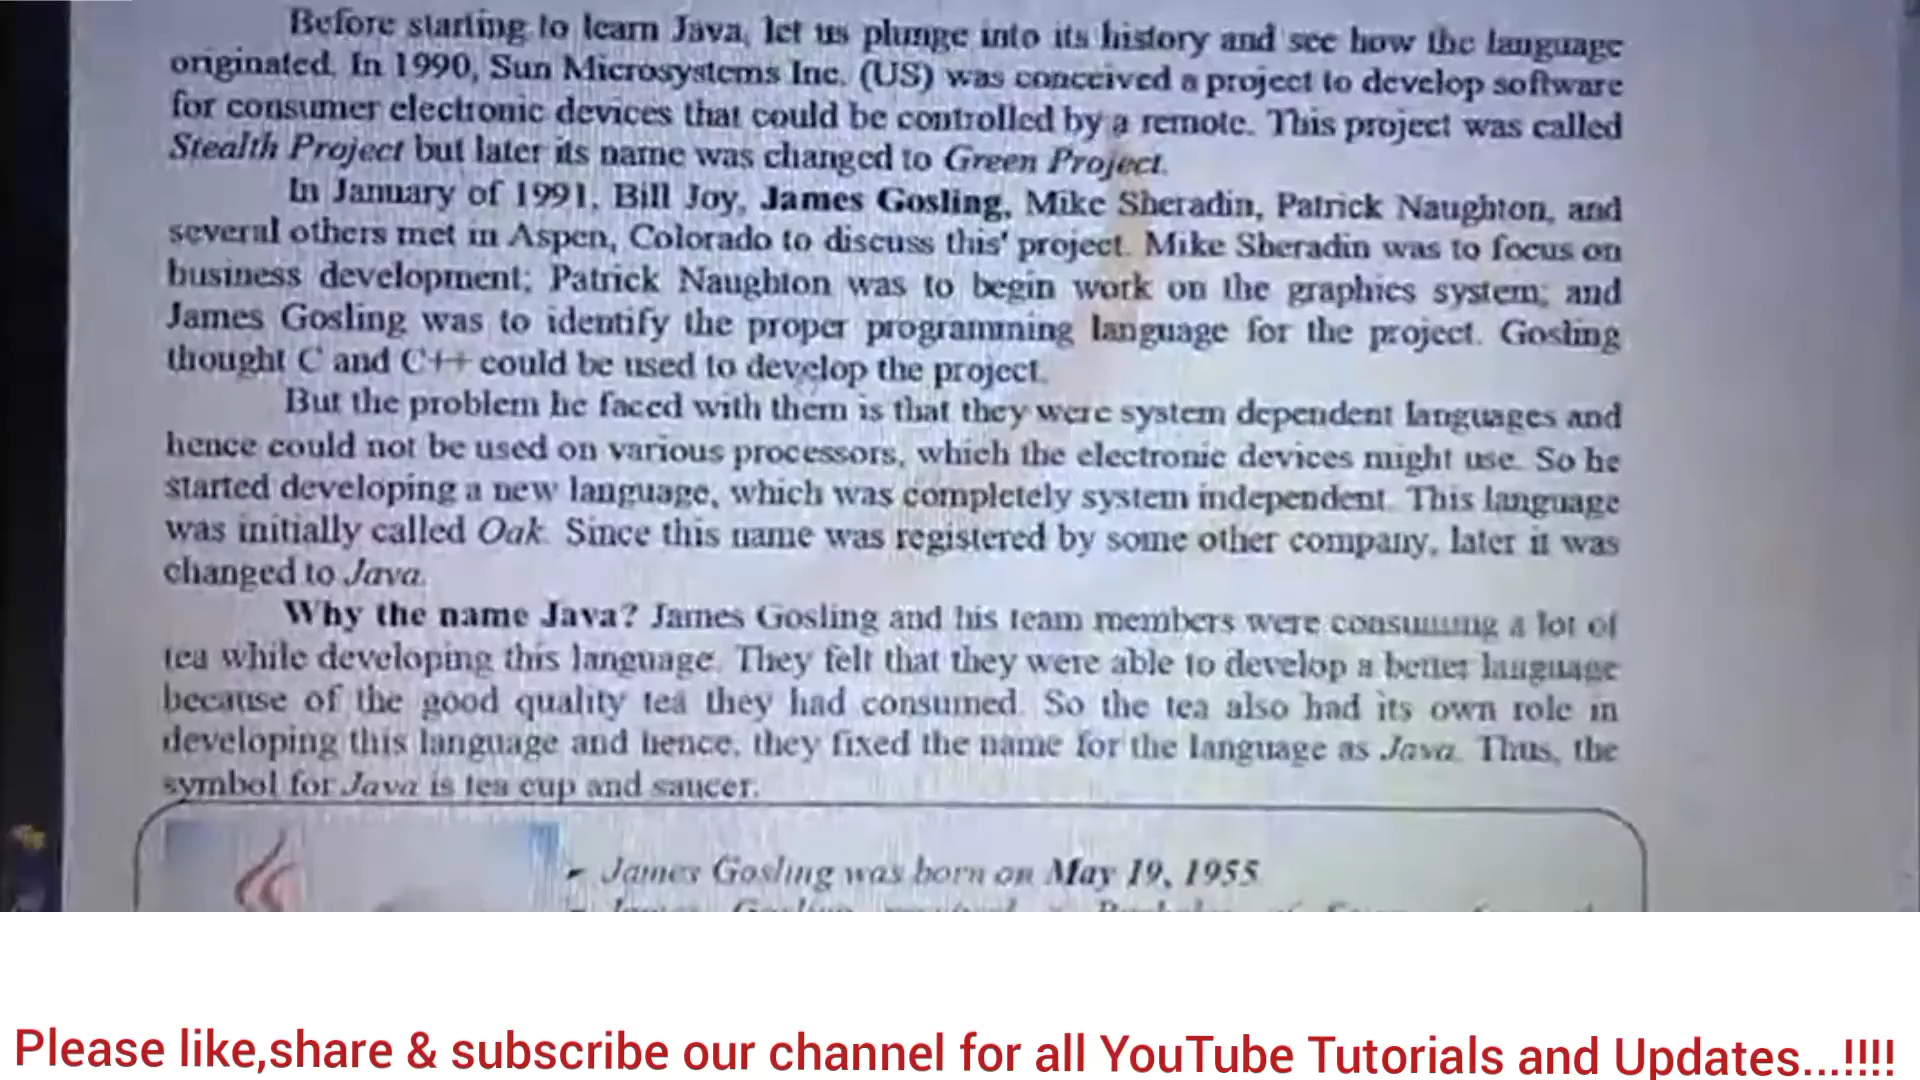 Before starting to learn Java, let us plunge into its history and see how the language
originated. In 1990, Sun Microsystems Inc. (US) was conceived a project to develop software
for consumer electronic devices that could be controlled by a remote. This project was called
Stealth Project but later its name was changed to Green Project.
In January of 1991, Bill Joy, James Gosling, Mike Sheradin, Patrick Naughton, and
several others met in Aspen, Colorado to discuss this' project. Mike Sheradin was to focus on
business development; Patrick Naughton was to begin work on the graphics system; and
James Gosling was to identify the proper programming language for the project. Gosling
thought C and C++ could be used to develop the project.
But the problem he faced with them is that they were system dependent languages and
hence could not be used on various processors, which the electronic devices might use. So he
started developing a new language, which was completely system independent. This language
was initially called Oak. Since this name was registered by some other company, later it was
changed to Java.
Why the name Java? James Gosling and his team members were consuming a lot of
tea while developing this language. They felt that they were able to develop a better language
because of the good quality tea they had consumed. So the tea also had its own role in
developing this language and hence, they fixed the name for the language as Java. Thus, the
symbol for Java is tea cup and saucer.
James Gosling was born on May 19, 1955
Please like,share & subscribe our channel for all YouTube Tutorials and Updates...!!!!